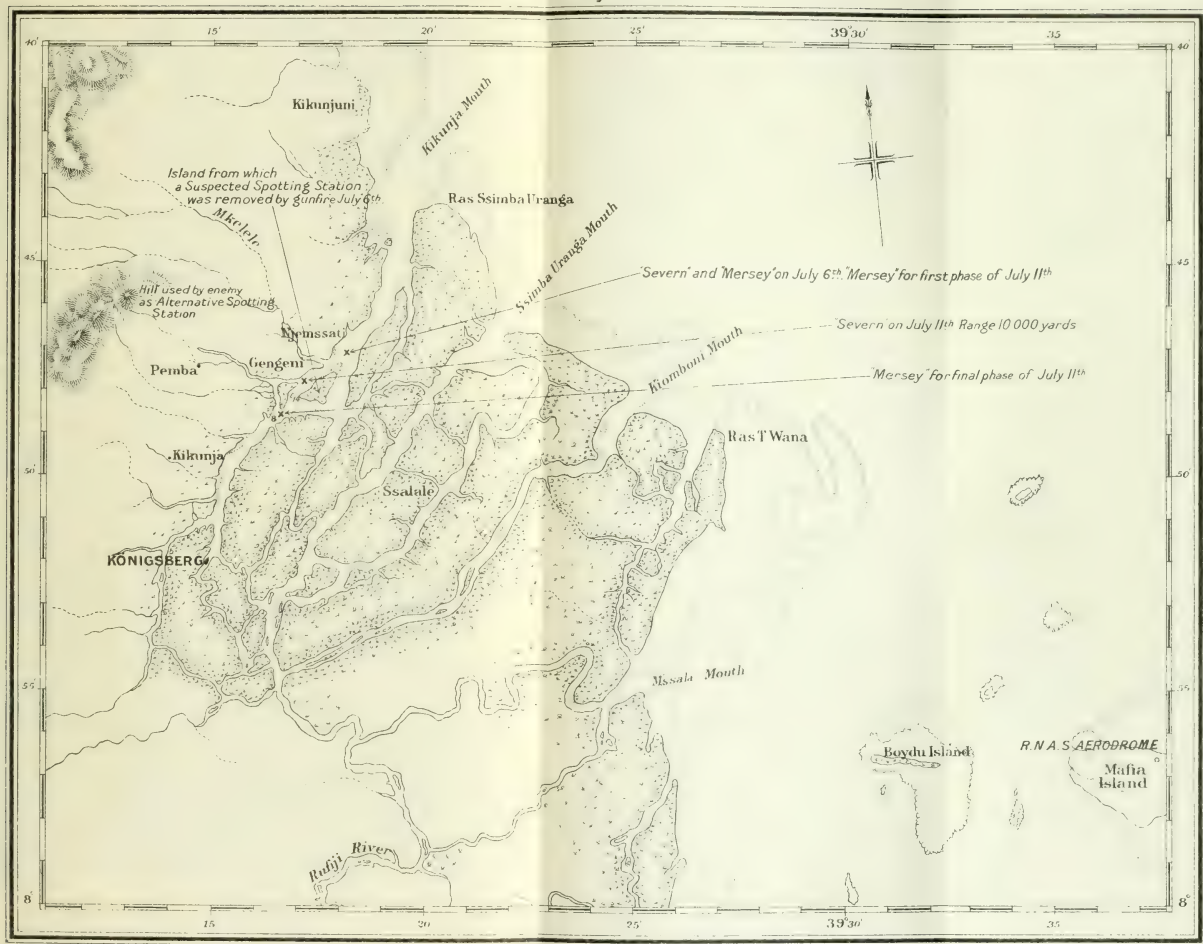 15'
20'
25'
39°30'
35
40'
40'
Kikunjuni
Kikunja Mouth
Island from which
a Suspected Spotting Station
was removed by gunfire July 6th.
Mkelele
Ras Ssimba Uranga
Ssimba Uranga Mouth
45'
45
"Severn" and "Mersey" on July 6th. "Mersey" for first phase of July 11th
Hill used by enemy
as Alternative Spotting
Station
Njemssati
"Severn" on July 11th Range 10 000 yards
Gengeni
Pemba
Kiomboni Mouth
"Mersey" for final phase of July 11th
8
Kikunja
Ras T Wana
50'
50'
Ssalale
KÖNIGSBERG
Mssala Mouth
55'
55'
Boydu Island
R.N.A.S AERODROME
Mafia
Island
Rufiji River
8°
8°
15
20
25
39°30'
35